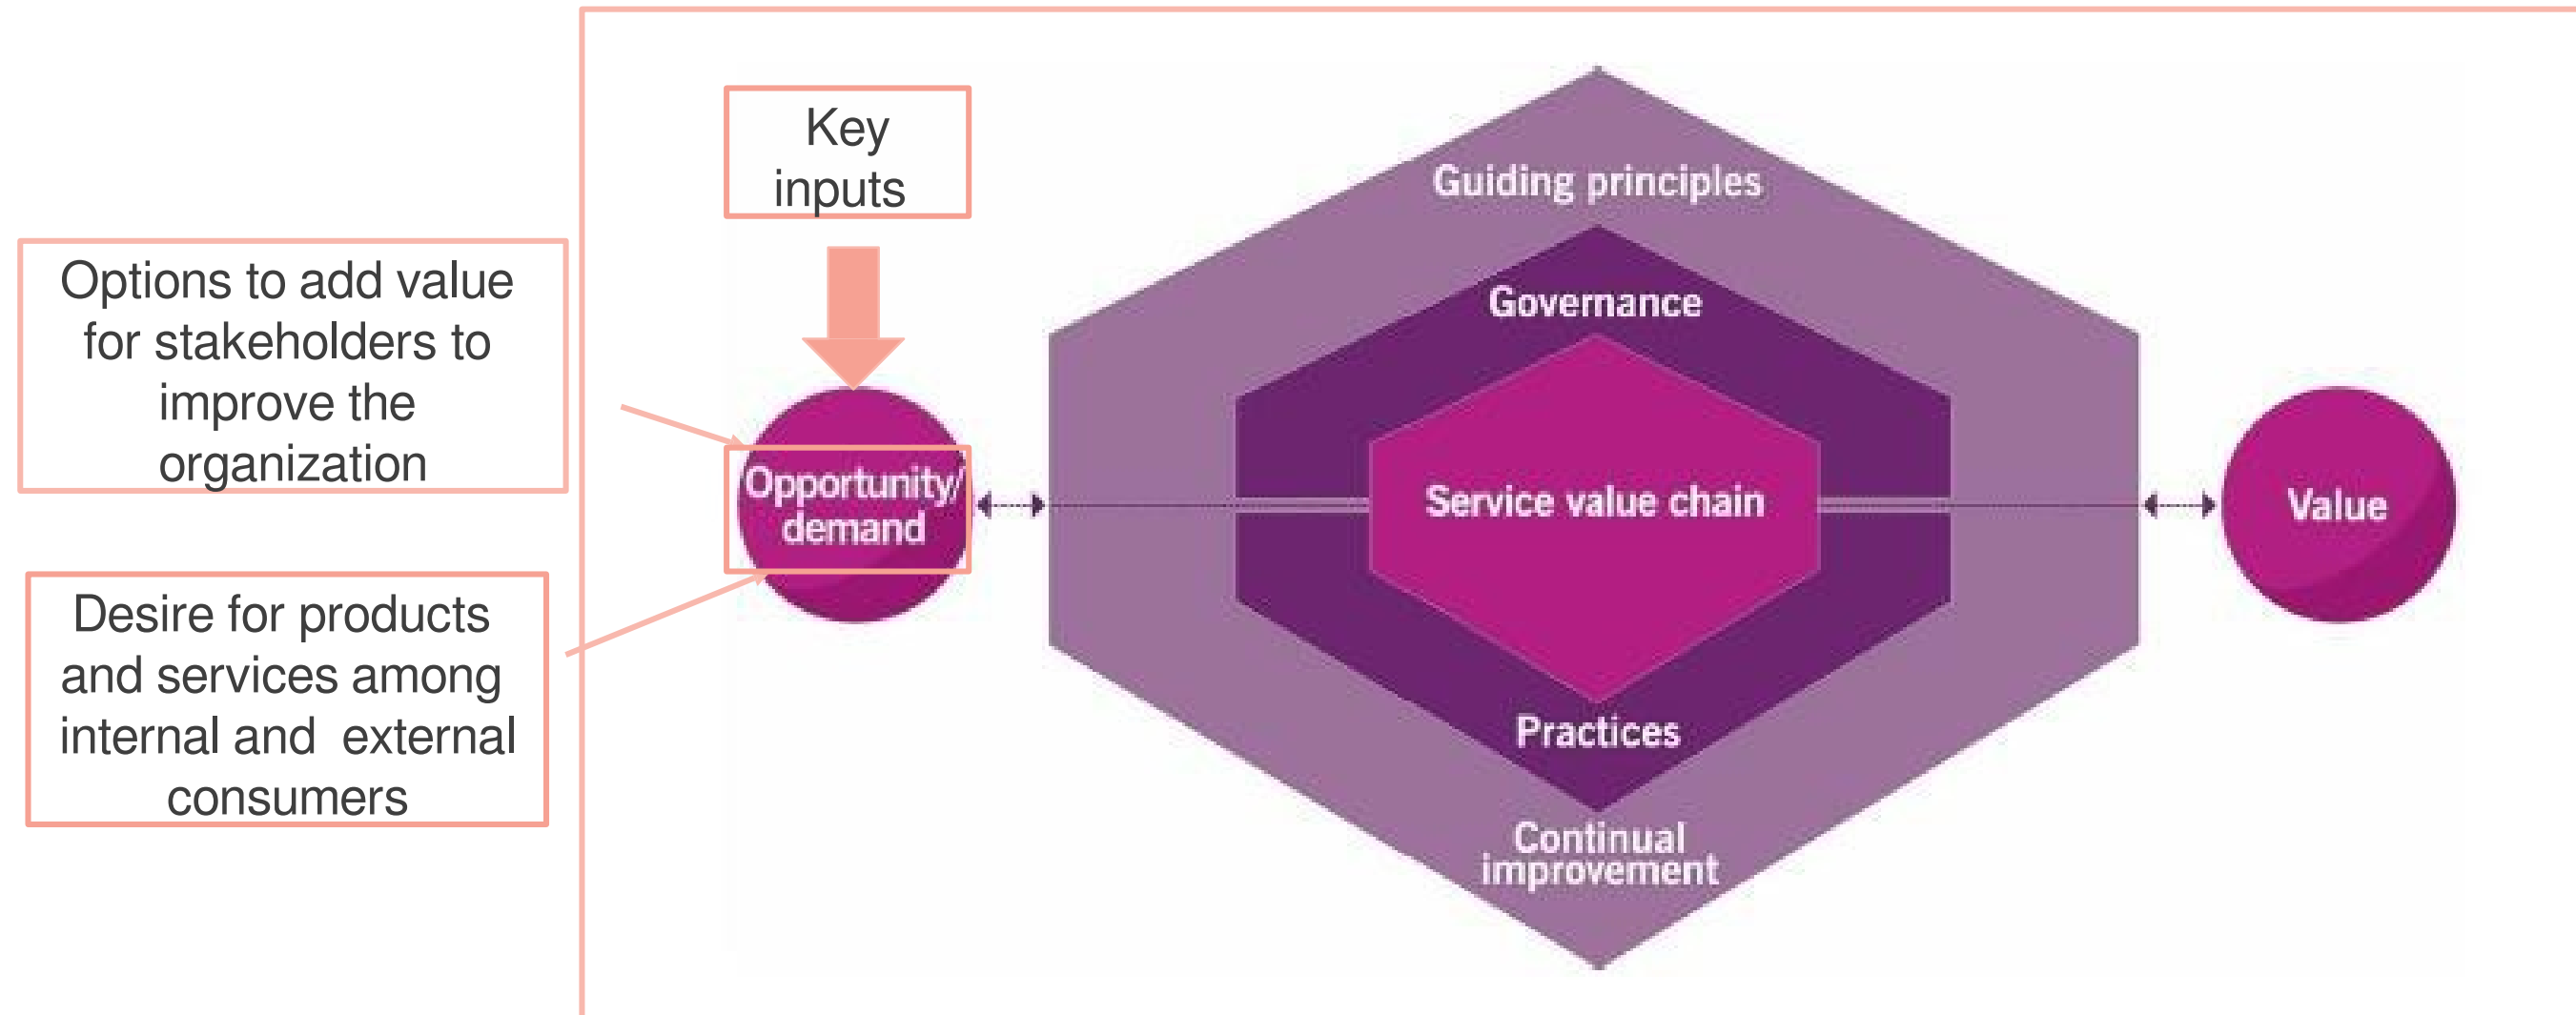 Key
inputs
Options to add value
for stakeholders to
improve the
organization
Desire for products
and services among
internal and external
consumers
Opportunity/
demand
Guiding principles
Governance
Service value chain
Practices
Continual
improvement
Value